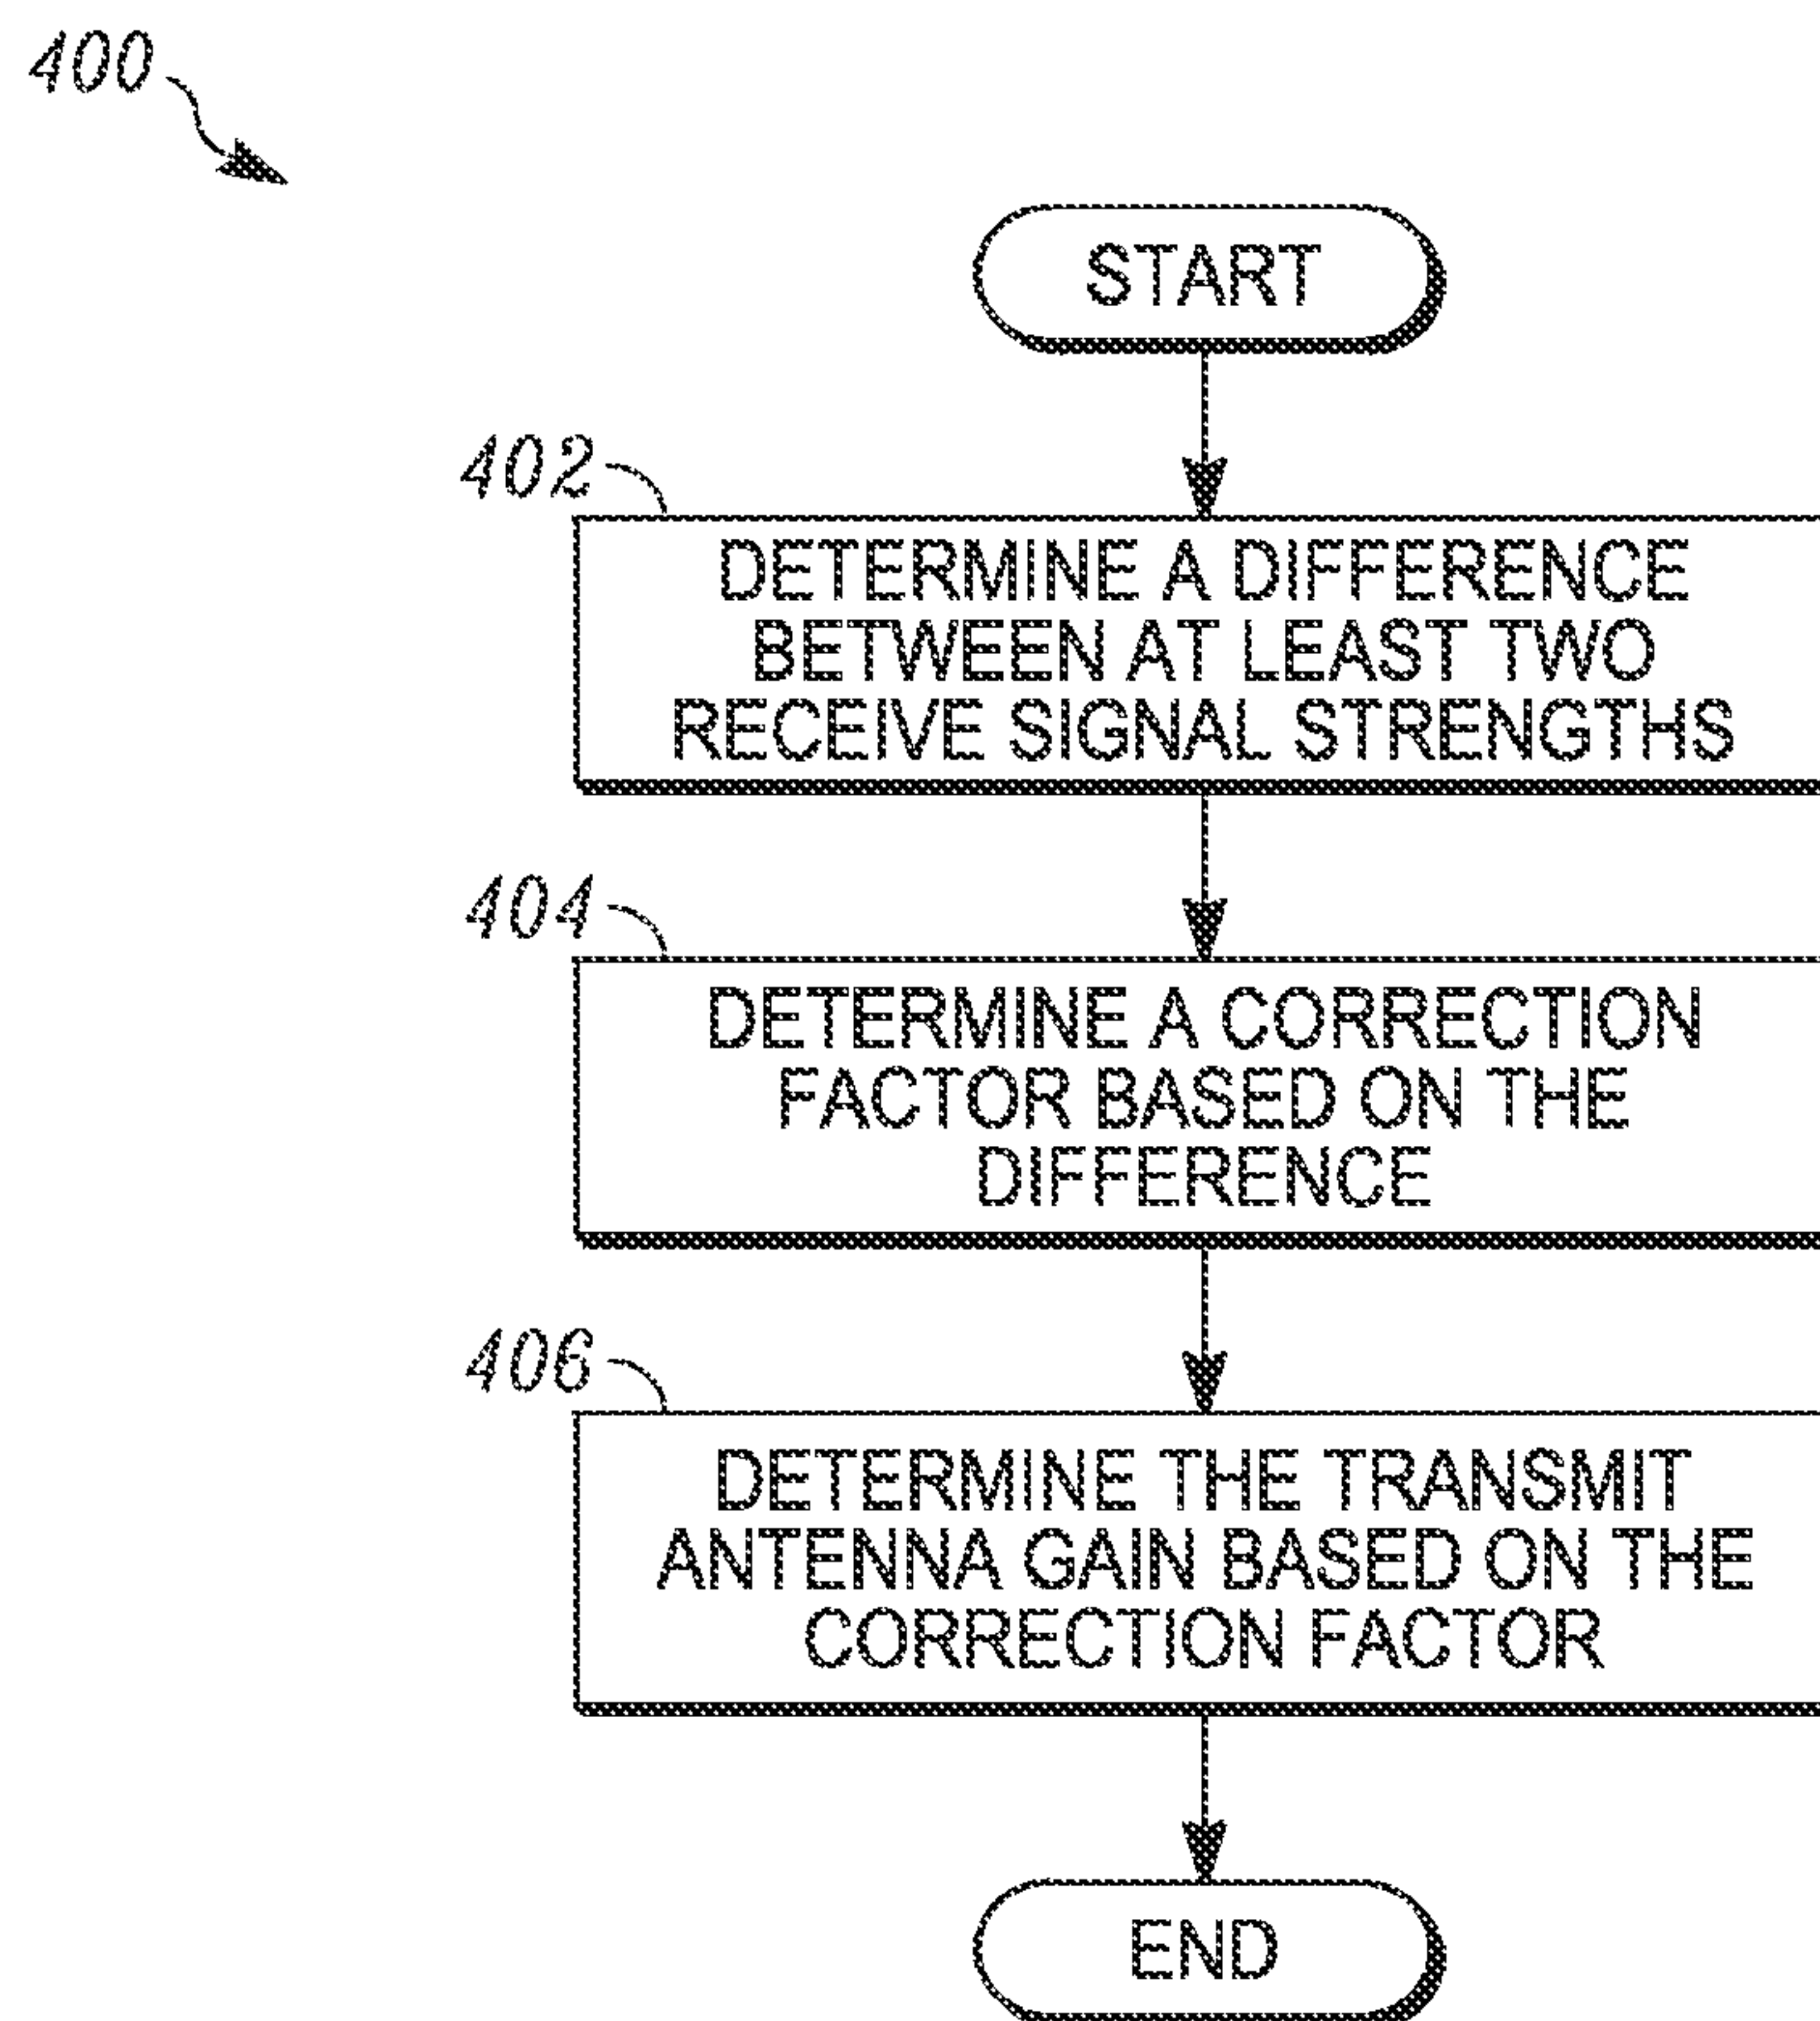 400
START
402
DETERMINE A DIFFERENCE
BETWEEN AT LEAST TWO
RECEIVE SIGNAL STRENGTHS
404
DETERMINE A CORRECTION
FACTOR BASED ON THE
DIFFERENCE
406
DETERMINE THE TRANSMIT
ANTENNA GAIN BASED ON THE
CORRECTION FACTOR
END